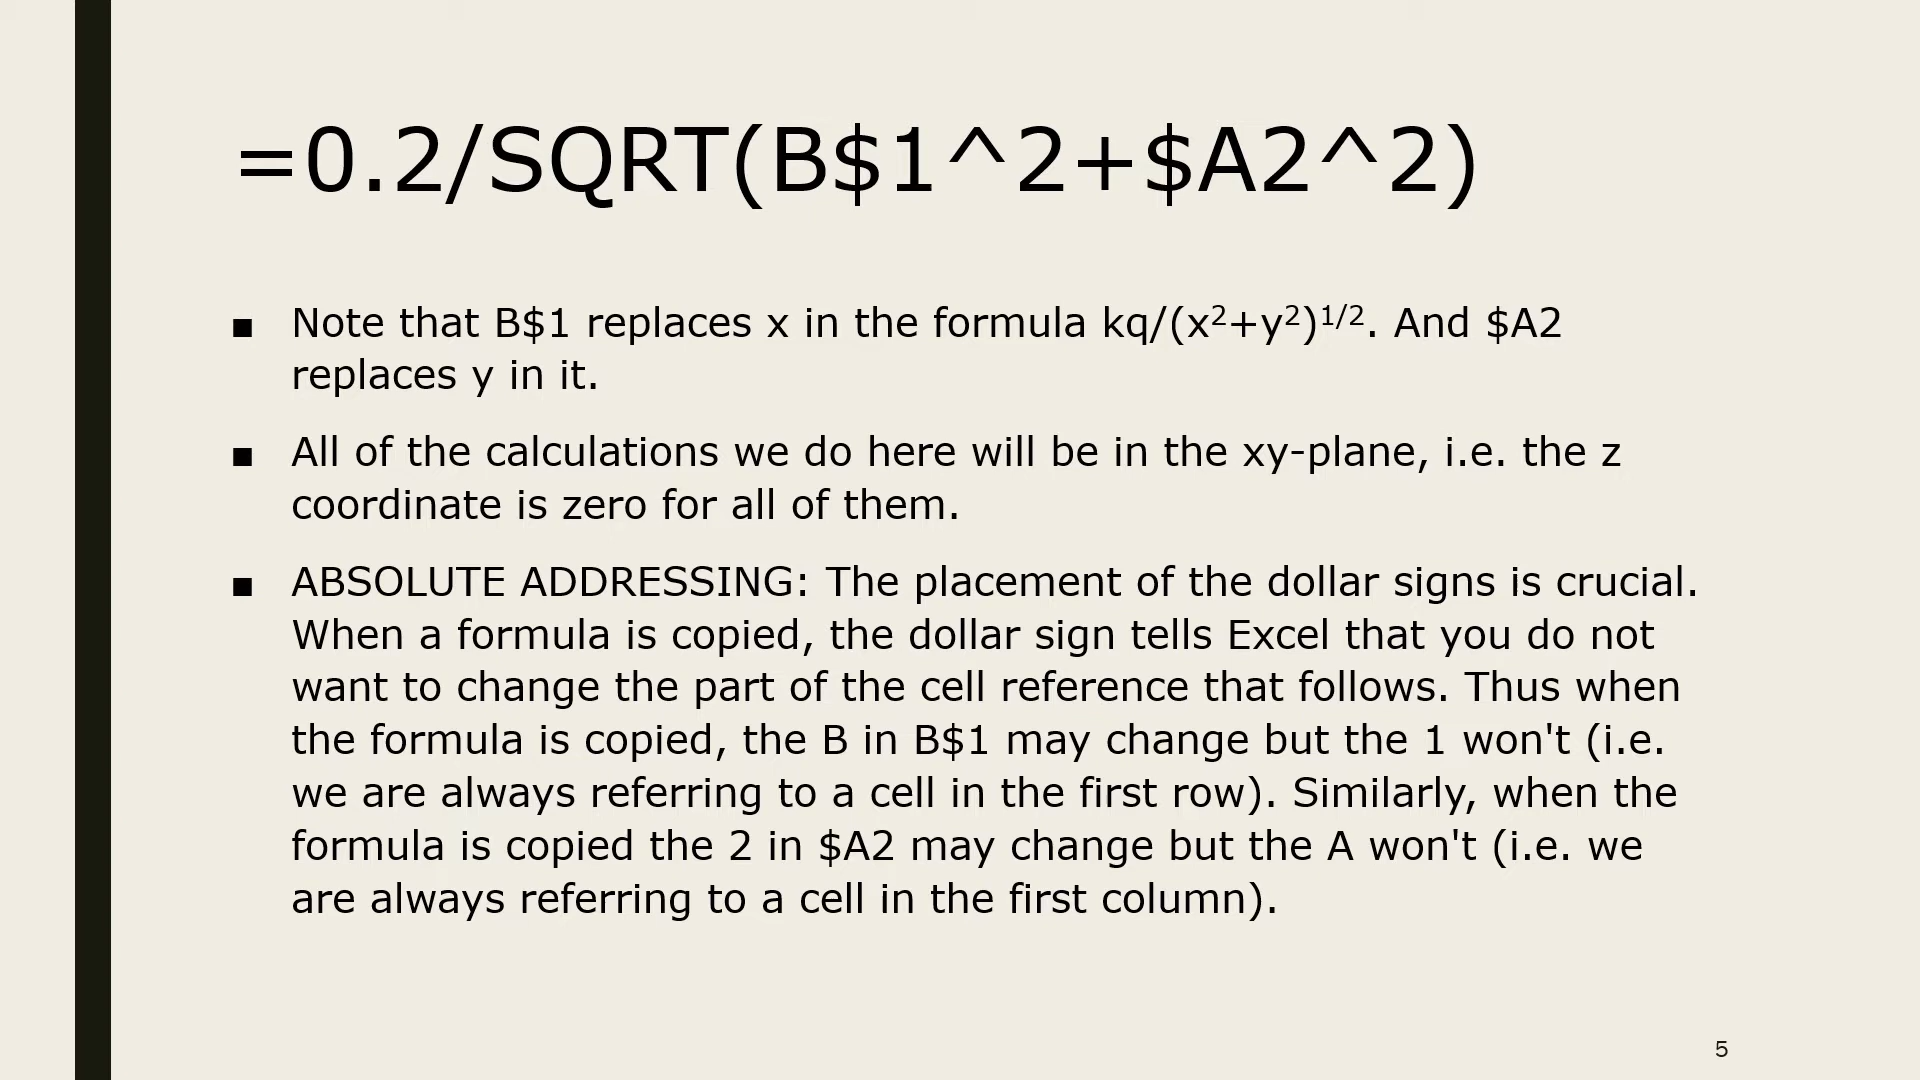 =0.2/SQRT(B$1^2+$A2^2)
■ Note that B$1 replaces x in the formula kq/(x²+y²)¹/². And $A2
replaces y in it.
■ All of the calculations we do here will be in the xy-plane, i.e. the z
coordinate is zero for all of them.
■ ABSOLUTE ADDRESSING: The placement of the dollar signs is crucial.
When a formula is copied, the dollar sign tells Excel that you do not
want to change the part of the cell reference that follows. Thus when
the formula is copied, the B in B$1 may change but the 1 won't (i.e.
we are always referring to a cell in the first row). Similarly, when the
formula is copied the 2 in $A2 may change but the A won't (i.e. we
are always referring to a cell in the first column).
5